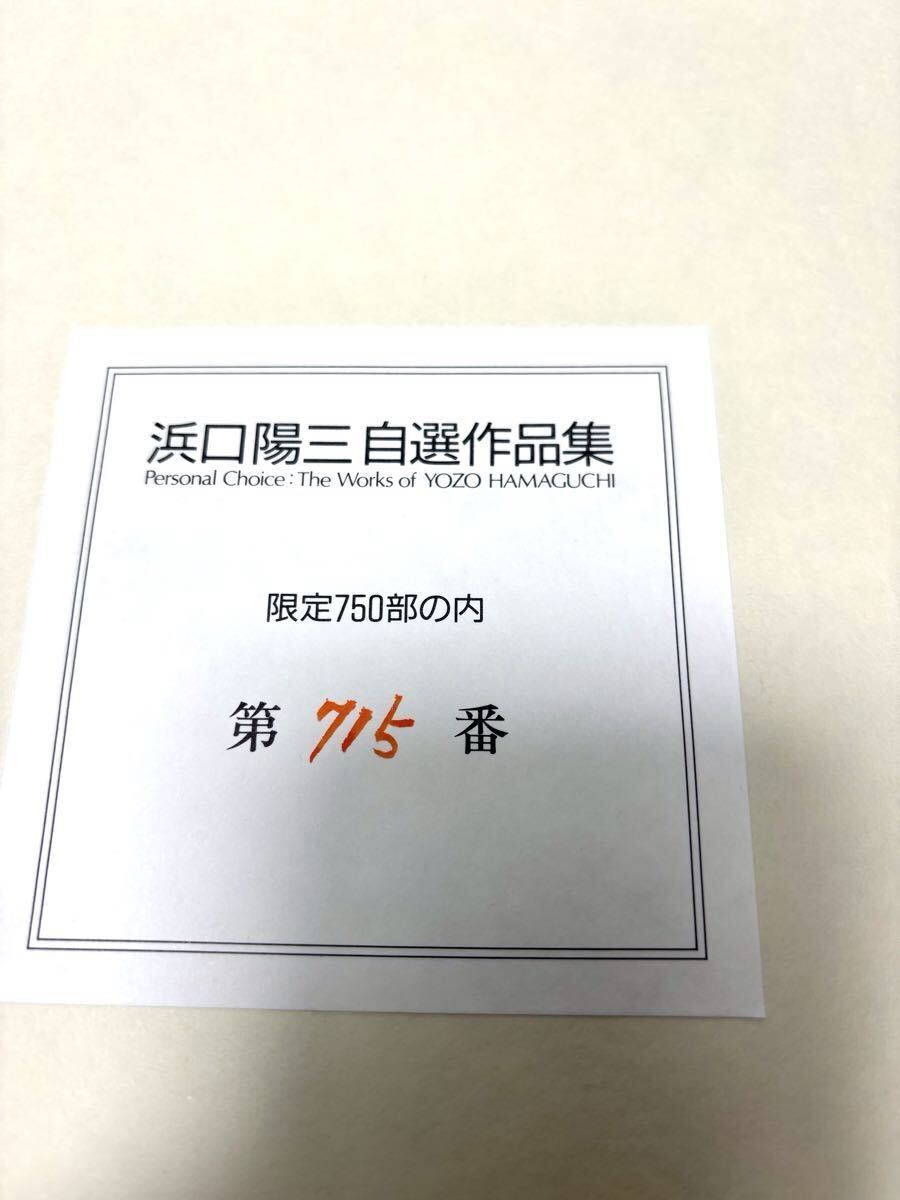 浜口陽三自選作品集
Personal Choice: The Works of YOZO HAMAGUCHI
限定750部の内
第 715 番